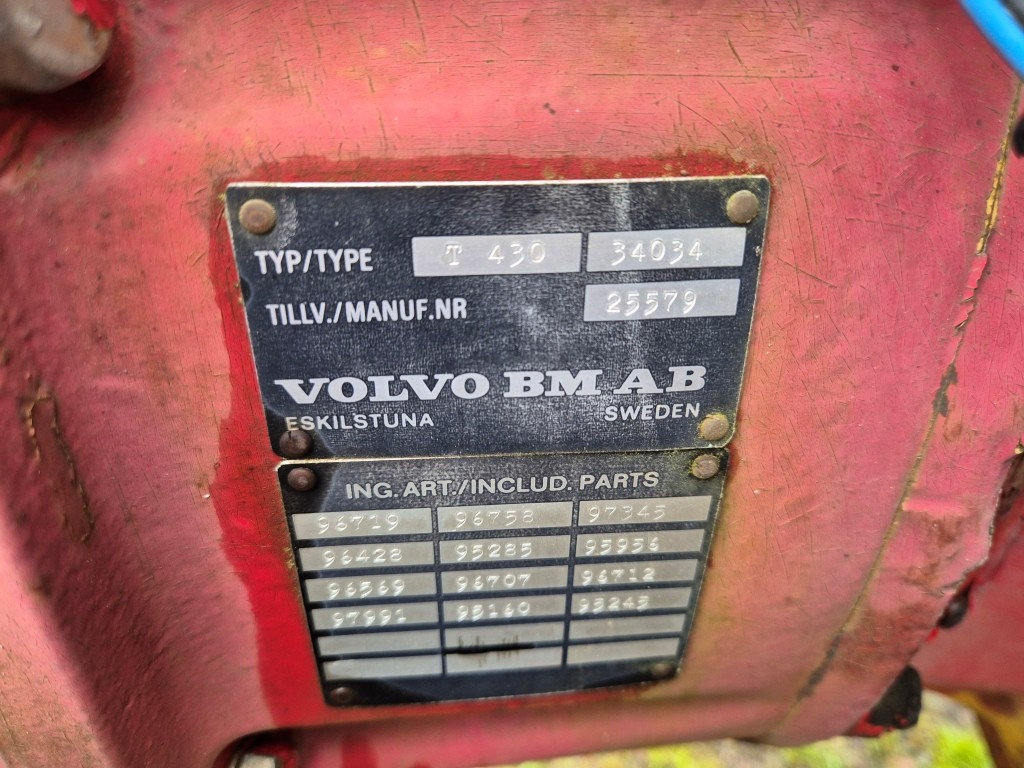 TYP/TYPE T 430 34034
TILLV./MANUF.NR 25579
VOLVO BM AB
ESKILSTUNA SWEDEN
ING.ART./INCLUD. PARTS
96719 96758 97345
96428 95285 95956
96569 96707 96712
97991 95160 93245